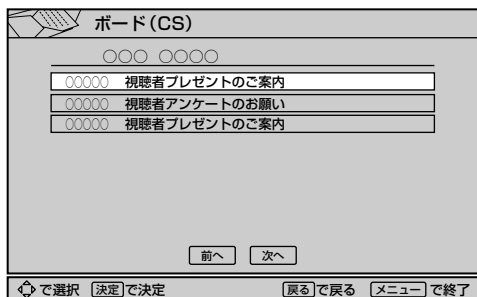 ボード(CS)
○○○ ○○○○
○○○○○ 視聴者プレゼントのご案内
○○○○○ 視聴者アンケートのお願い
○○○○○ 視聴者プレゼントのご案内
前へ 次へ
で選択 決定で決定 戻るで戻る メニューで終了